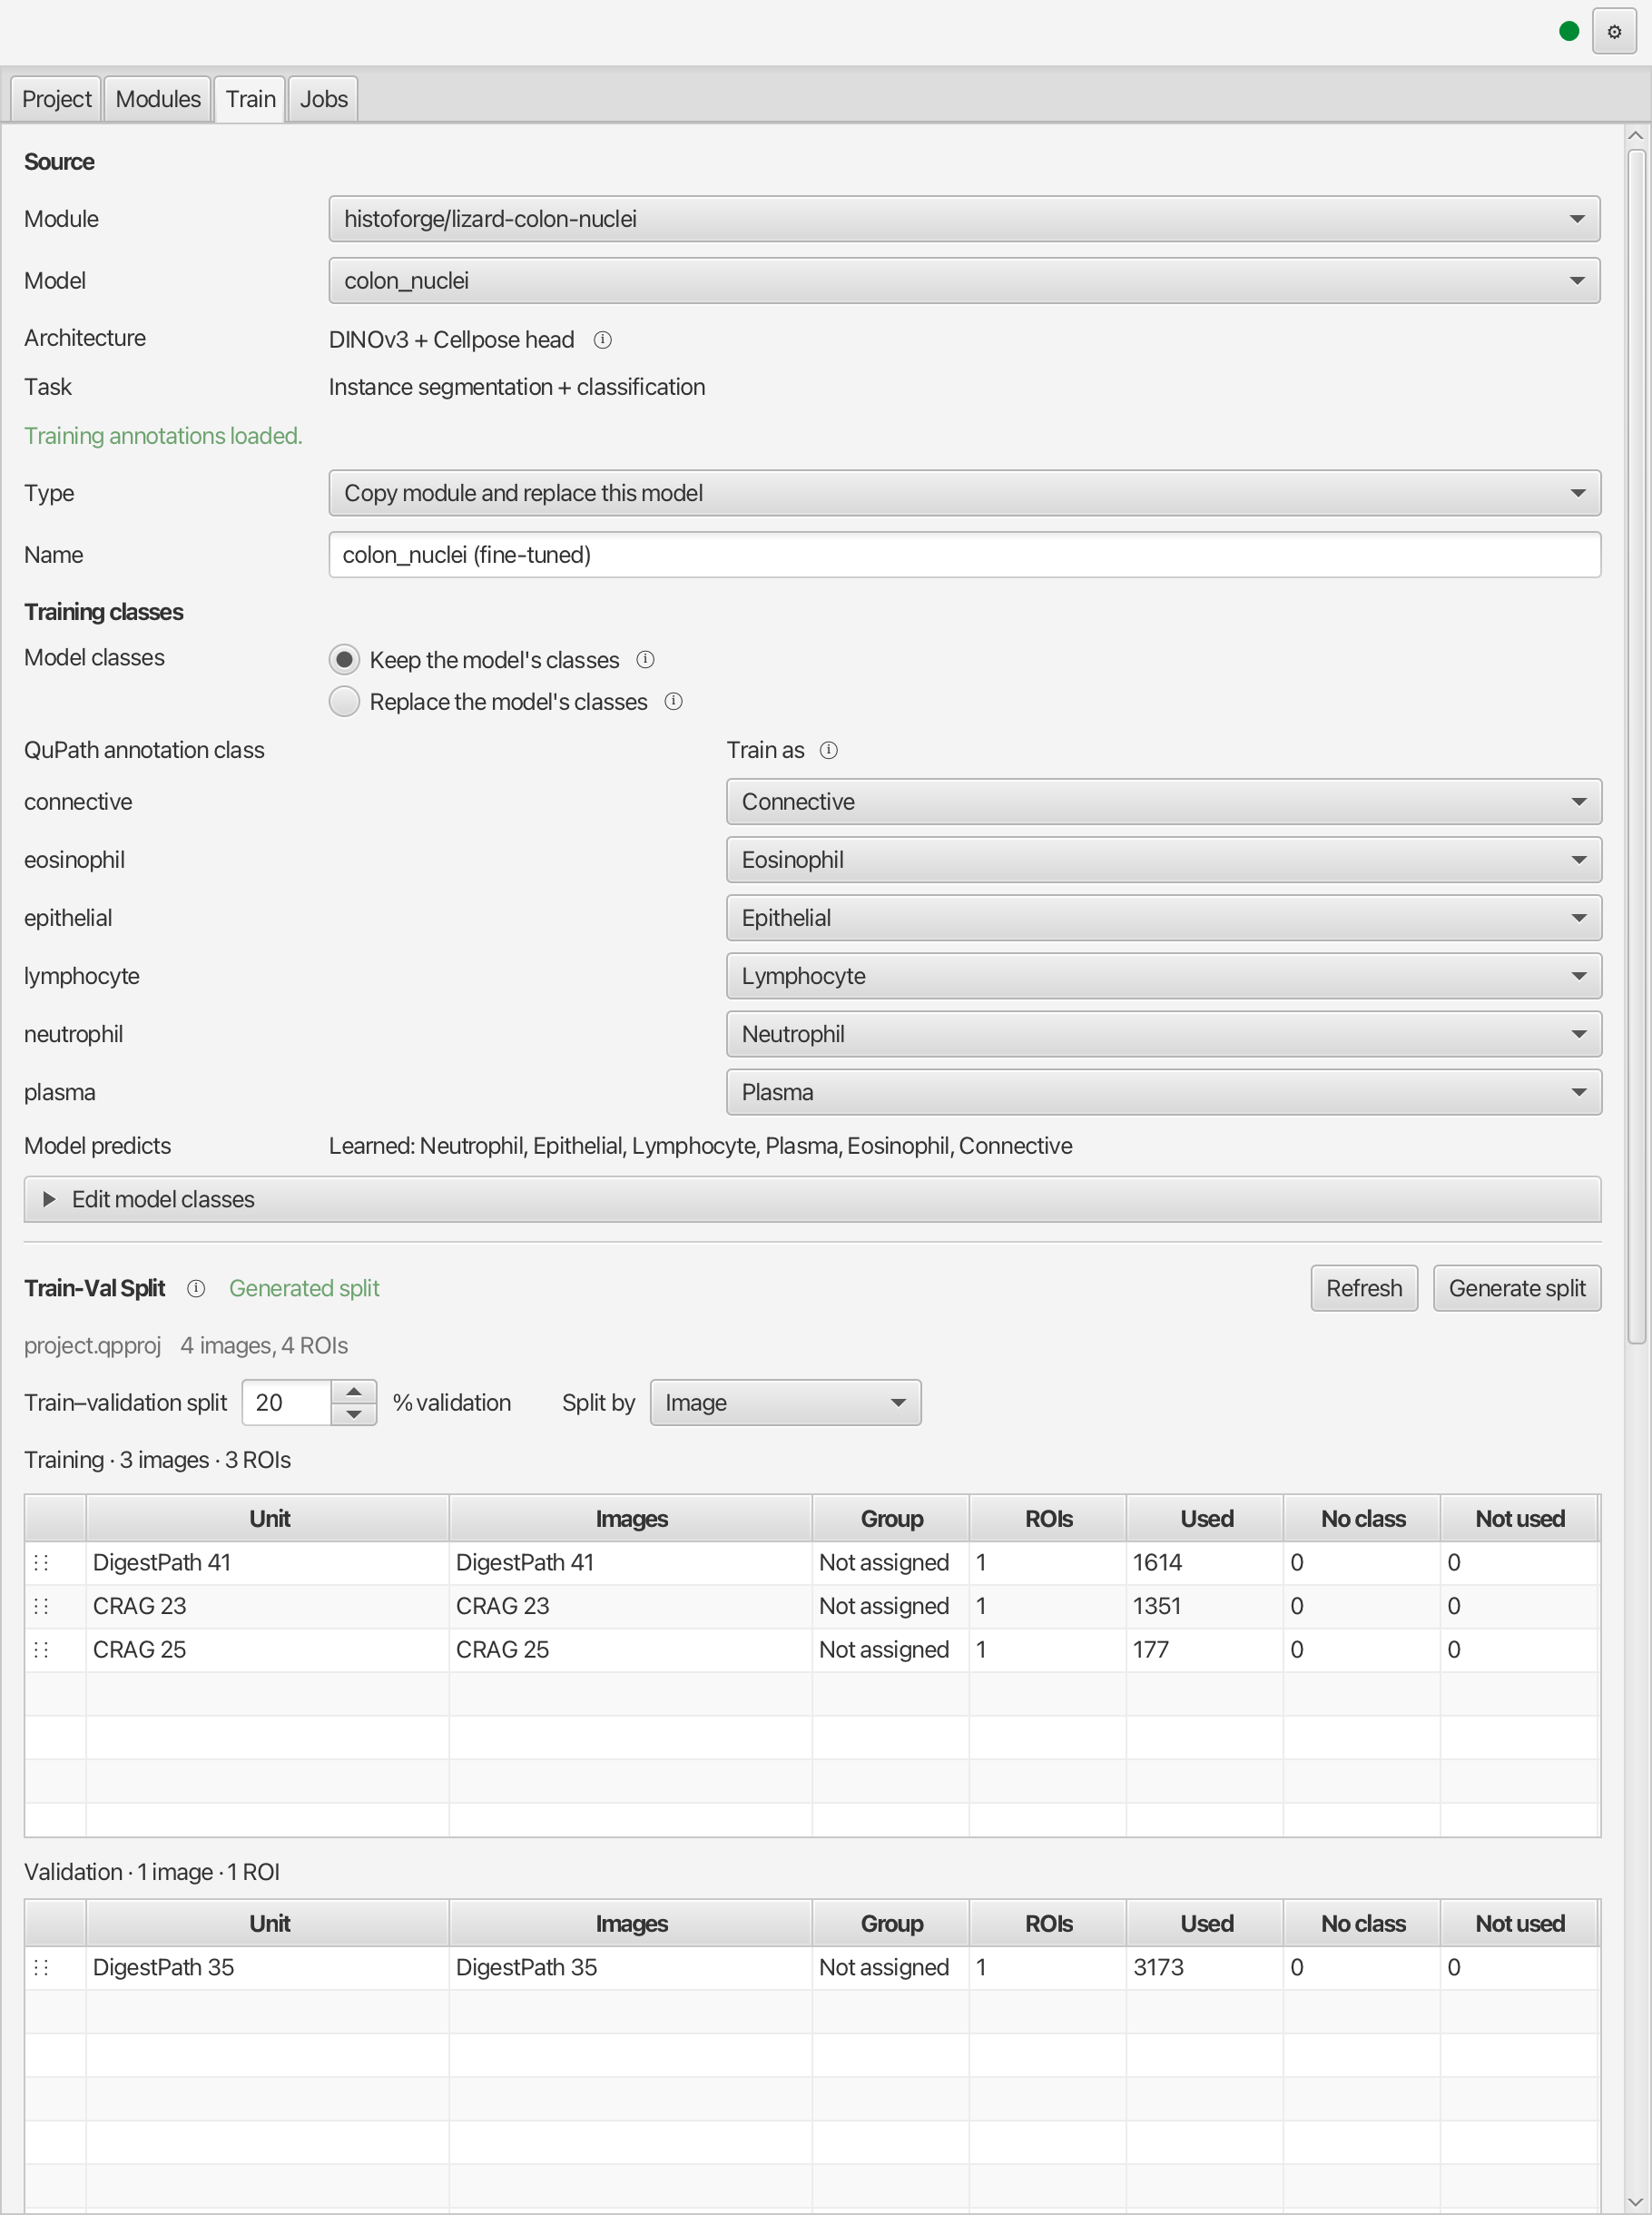 Project Modules Train Jobs
Source
Module histoforge/lizard-colon-nuclei
Model colon_nuclei
Architecture DINOv3 + Cellpose head ⓘ
Task Instance segmentation + classification
Training annotations loaded.
Type Copy module and replace this model
Name colon_nuclei (fine-tuned)
Training classes
Model classes Keep the model's classes ⓘ
Replace the model's classes ⓘ
QuPath annotation class Train as ⓘ
connective Connective
eosinophil Eosinophil
epithelial Epithelial
lymphocyte Lymphocyte
neutrophil Neutrophil
plasma Plasma
Model predicts Learned: Neutrophil, Epithelial, Lymphocyte, Plasma, Eosinophil, Connective
Edit model classes
Train-Val Split ⓘ Generated split Refresh Generate split
project.qpproj 4 images, 4 ROIs
Train–validation split 20 % validation Split by Image
Training · 3 images · 3 ROIs
Unit Images Group ROIs Used No class Not used
DigestPath 41 DigestPath 41 Not assigned 1 1614 0 0
CRAG 23 CRAG 23 Not assigned 1 1351 0 0
CRAG 25 CRAG 25 Not assigned 1 177 0 0
Validation · 1 image · 1 ROI
Unit Images Group ROIs Used No class Not used
DigestPath 35 DigestPath 35 Not assigned 1 3173 0 0